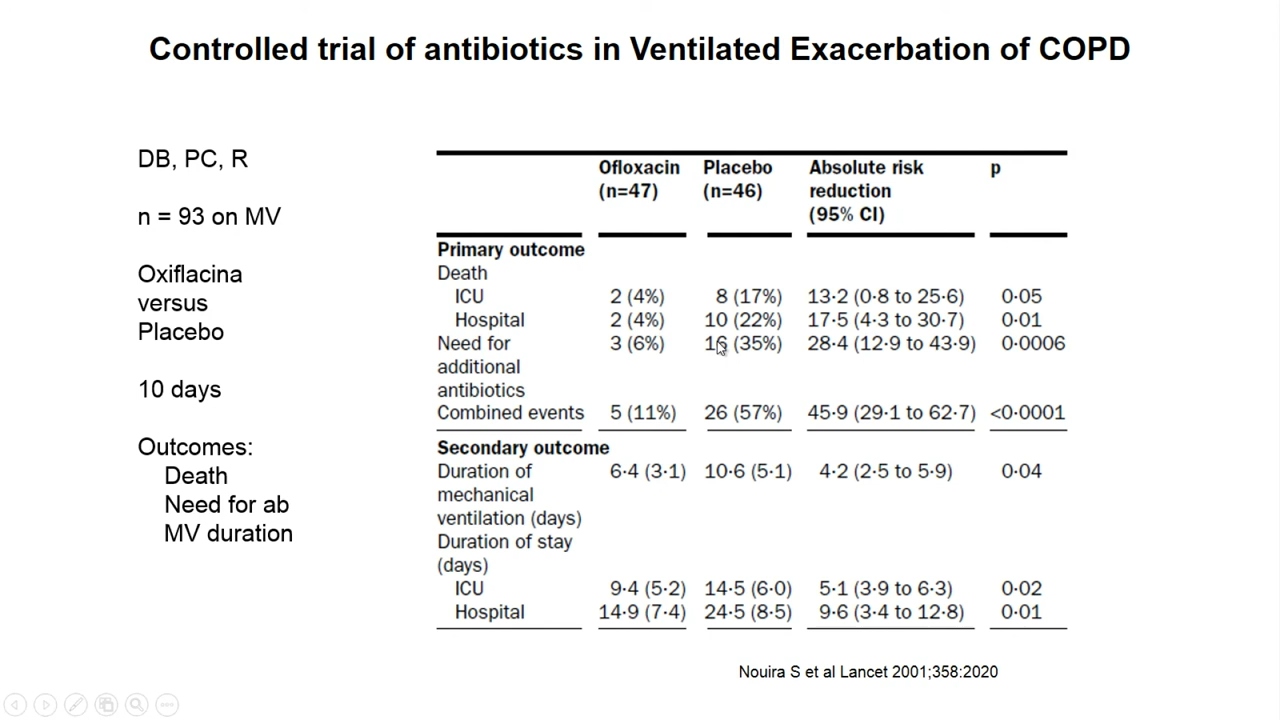 Controlled trial of antibiotics in Ventilated Exacerbation of COPD
DB, PC, R
n = 93 on MV
Oxiflacina
versus
Placebo
10 days
Outcomes:
Death
Need for ab
MV duration
Ofloxacin Placebo Absolute risk p
(n=47) (n=46) reduction
(95% CI)
Primary outcome
Death
ICU 2 (4%) 8 (17%) 13·2 (0·8 to 25·6) 0·05
Hospital 2 (4%) 10 (22%) 17·5 (4·3 to 30·7) 0·01
Need for 3 (6%) 16 (35%) 28·4 (12·9 to 43·9) 0·0006
additional
antibiotics
Combined events 5 (11%) 26 (57%) 45·9 (29·1 to 62·7) <0·0001
Secondary outcome
Duration of 6·4 (3·1) 10·6 (5·1) 4·2 (2·5 to 5·9) 0·04
mechanical
ventilation (days)
Duration of stay
(days)
ICU 9·4 (5·2) 14·5 (6·0) 5·1 (3·9 to 6·3) 0·02
Hospital 14·9 (7·4) 24·5 (8·5) 9·6 (3·4 to 12·8) 0·01
Nouira S et al Lancet 2001;358:2020